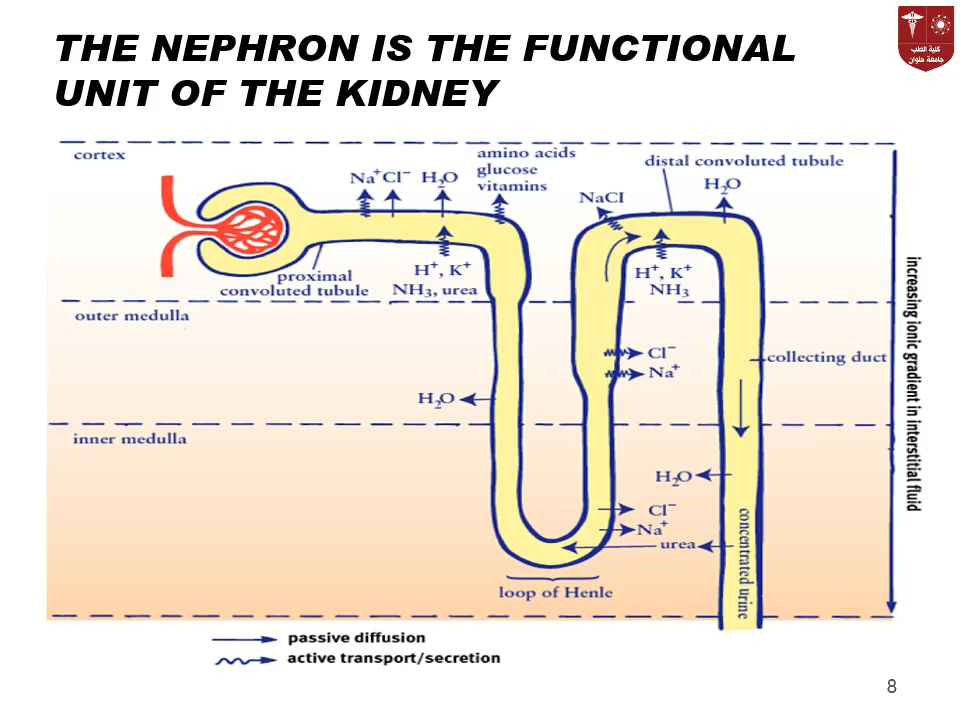 THE NEPHRON IS THE FUNCTIONAL
UNIT OF THE KIDNEY
كلية الطب
جامعة حلوان
cortex
Na⁺ Cl⁻ H₂O
amino acids
glucose
vitamins
distal convoluted tubule
NaCI
H₂O
proximal
convoluted tubule
H⁺, K⁺
NH₃, urea
H⁺, K⁺
NH₃
outer medulla
Cl⁻
Na⁺
collecting duct
H₂O
inner medulla
H₂O
Cl⁻
Na⁺
urea
concentrated urine
loop of Henle
increasing ionic gradient in interstitial fluid
passive diffusion
active transport/secretion
8